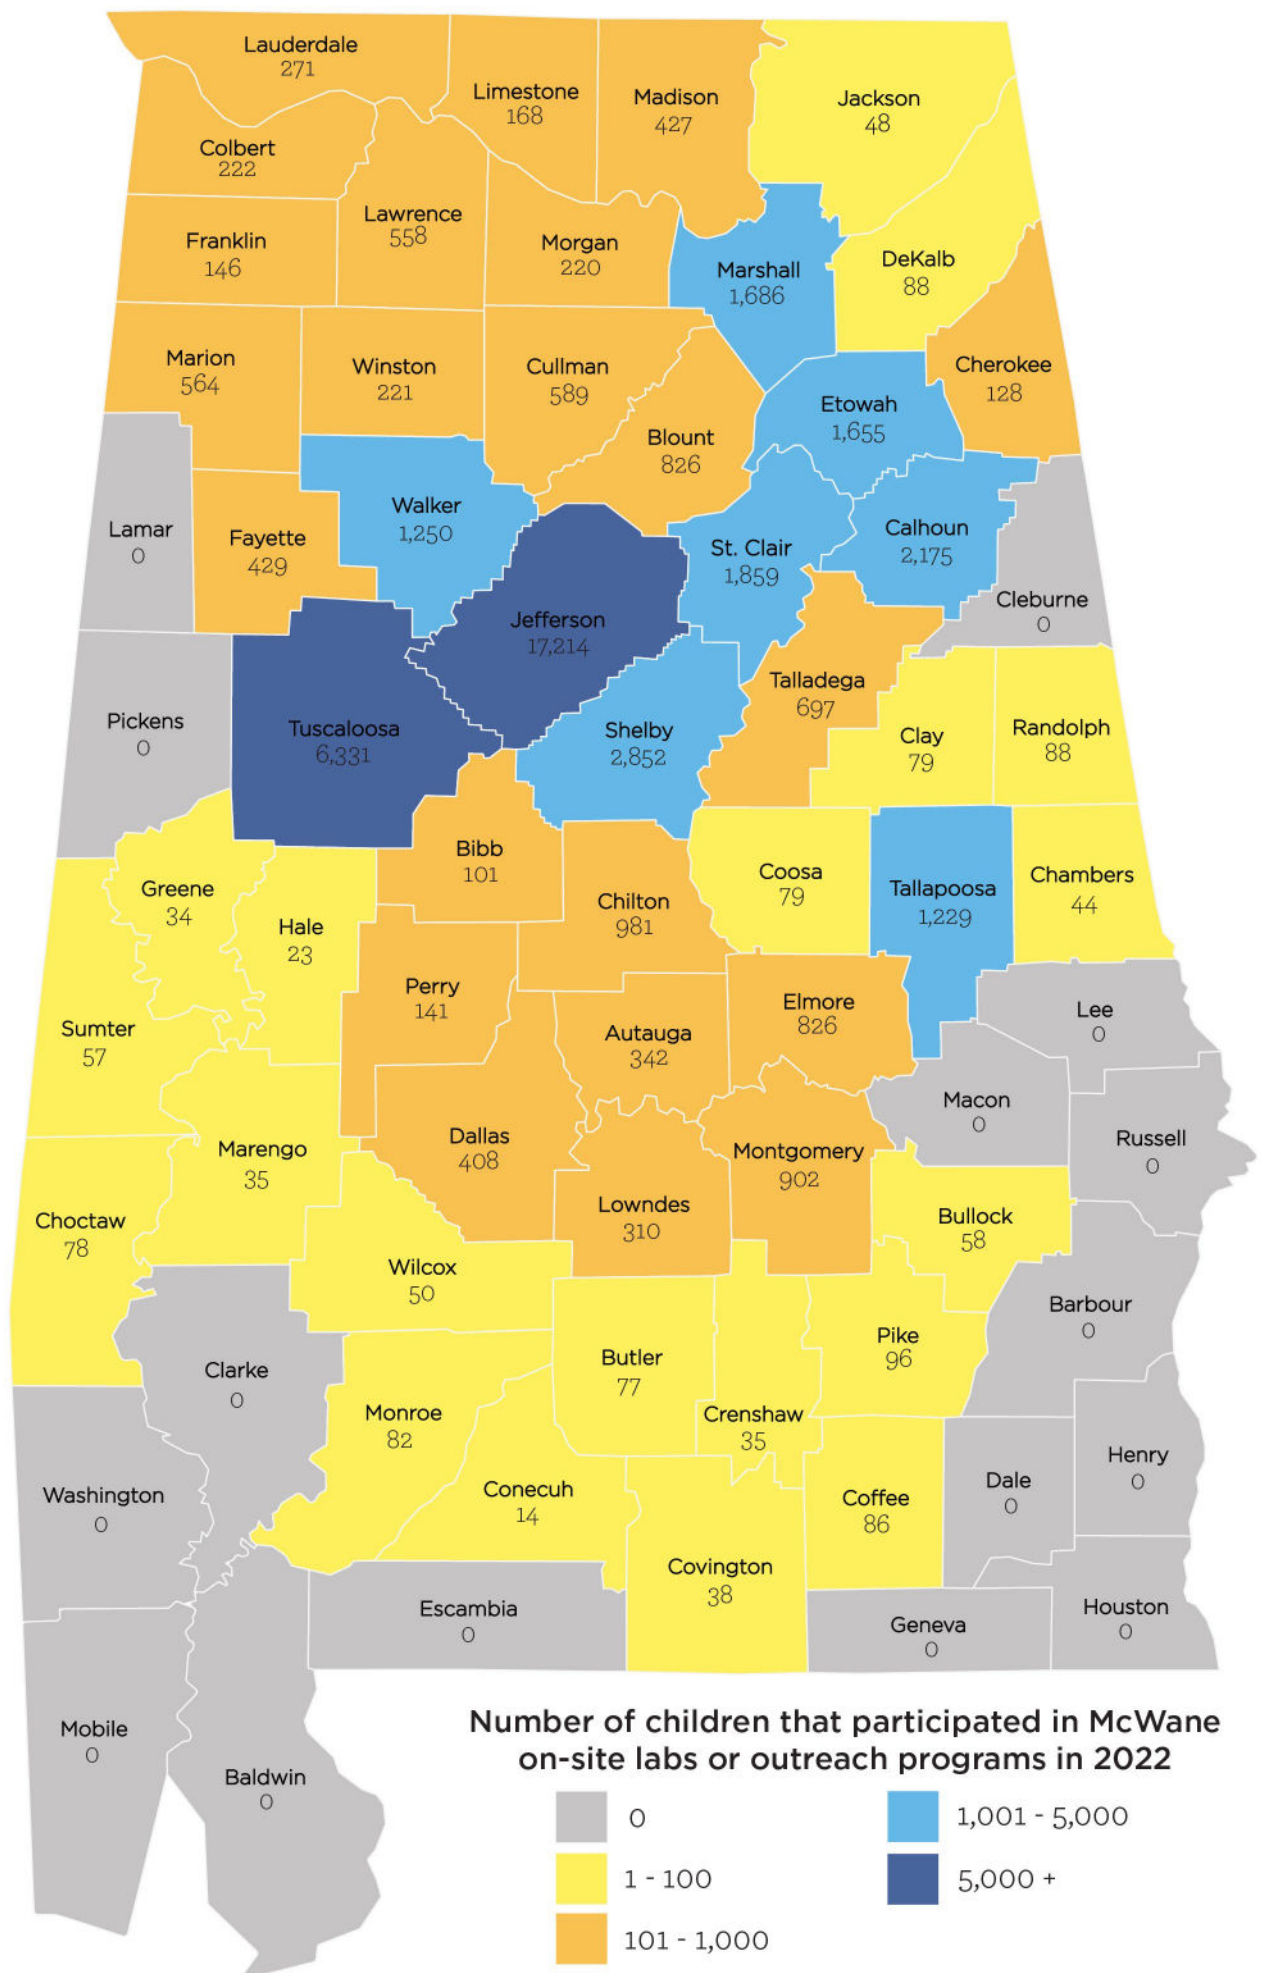 Lauderdale
271
Limestone
168
Madison
427
Jackson
48
Colbert
222
Lawrence
558
Franklin
146
Morgan
220
Marshall
1,686
DeKalb
88
Marion
564
Winston
221
Cullman
589
Cherokee
128
Etowah
1,655
Blount
826
Lamar
0
Fayette
429
Walker
1,250
St. Clair
1,859
Calhoun
2,175
Cleburne
0
Jefferson
17,214
Pickens
0
Tuscaloosa
6,331
Shelby
2,852
Talladega
697
Clay
79
Randolph
88
Greene
34
Hale
23
Bibb
101
Chilton
981
Coosa
79
Tallapoosa
1,229
Chambers
44
Sumter
57
Perry
141
Autauga
342
Elmore
826
Lee
0
Macon
0
Russell
0
Marengo
35
Dallas
408
Lowndes
310
Montgomery
902
Bullock
58
Choctaw
78
Wilcox
50
Barbour
0
Clarke
0
Monroe
82
Butler
77
Crenshaw
35
Pike
96
Washington
0
Conecuh
14
Coffee
86
Dale
0
Henry
0
Escambia
0
Covington
38
Geneva
0
Houston
0
Mobile
0
Baldwin
0
Number of children that participated in McWane
on-site labs or outreach programs in 2022
0
1 - 100
101 - 1,000
1,001 - 5,000
5,000 +